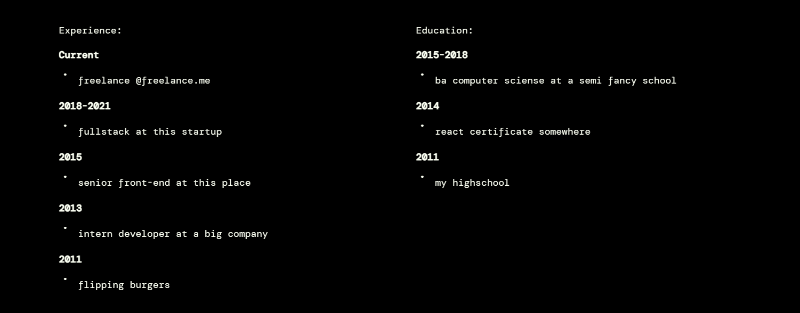 Experience:
Current
freelance @freelance.me
2018-2021
fullstack at this startup
2015
senior front-end at this place
2013
intern developer at a big company
2011
flipping burgers
Education:
2015-2018
ba computer sciense at a semi fancy school
2014
react certificate somewhere
2011
my highschool